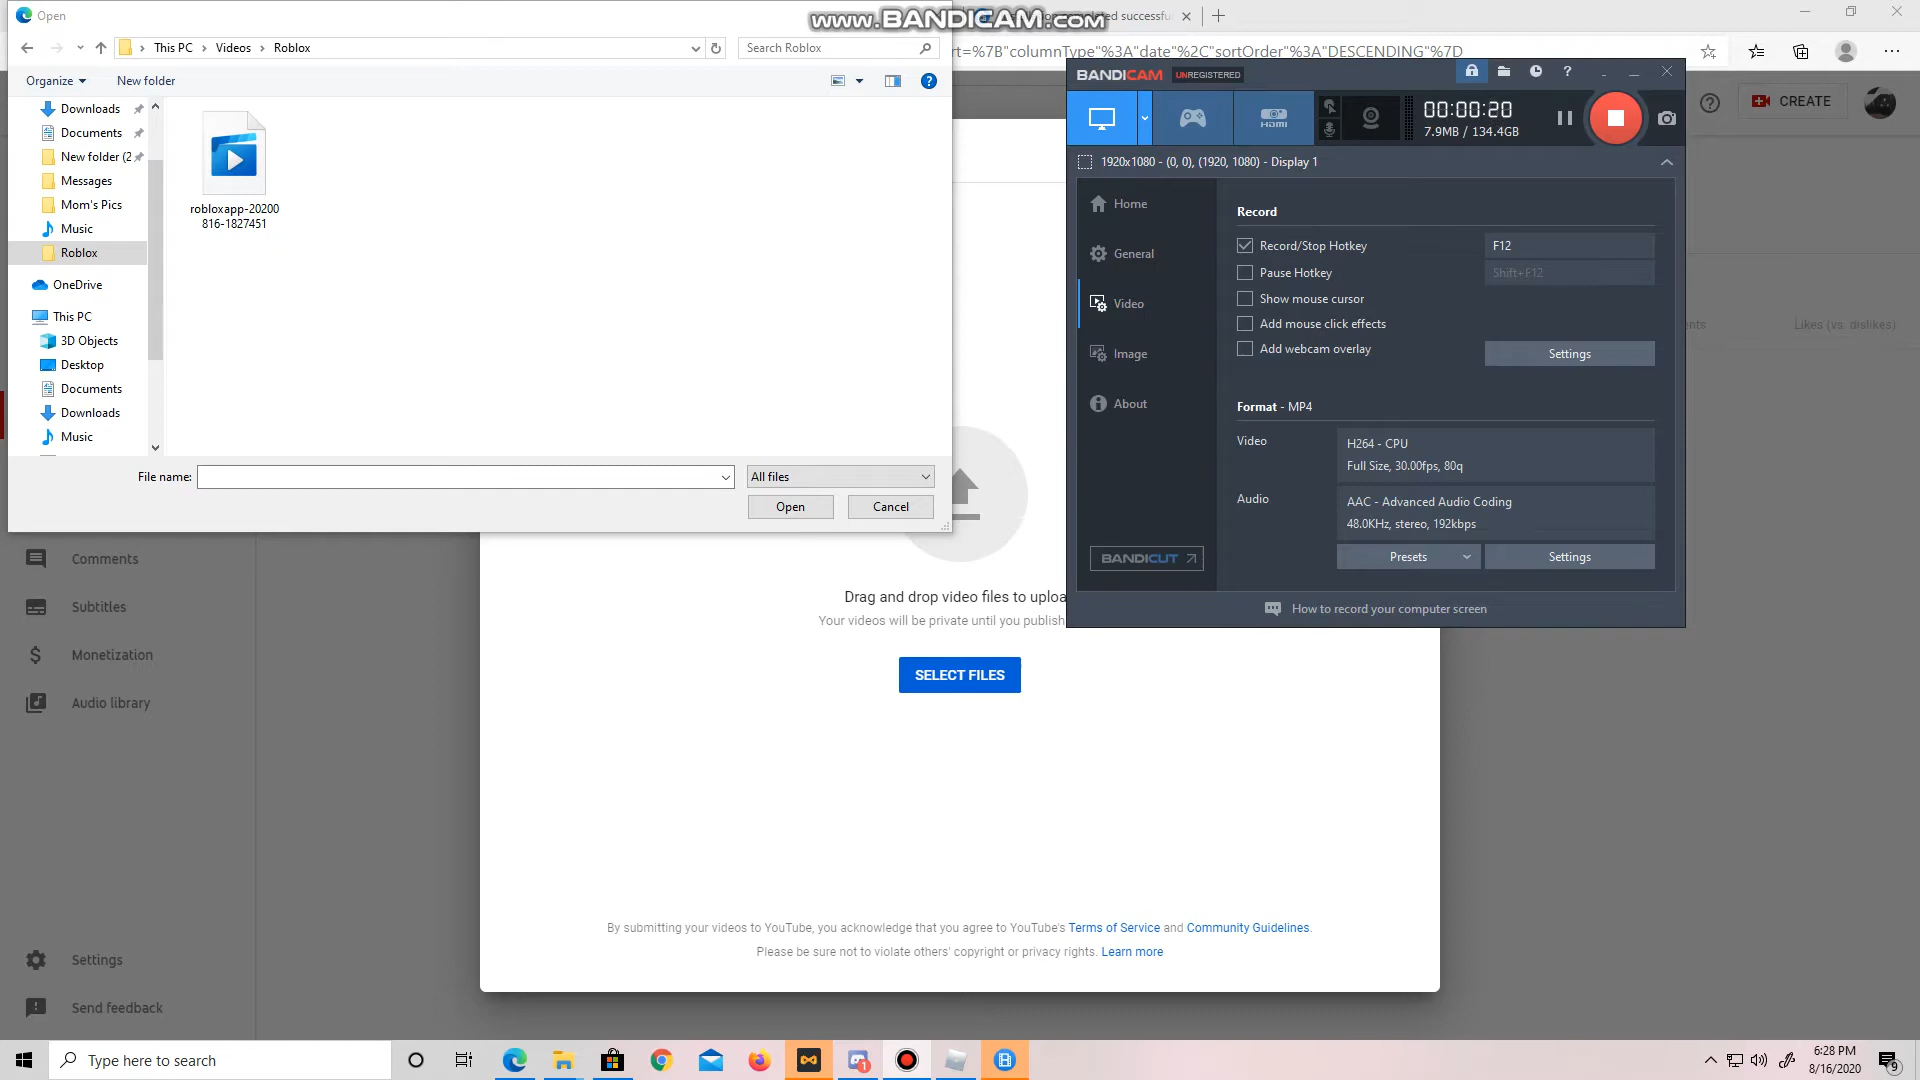 Open
www.BANDICAM.com
completed successfu
This PC
Videos
Roblox
Search Roblox
rt=%7B"columnType"%3A"date"%2C"sortOrder"%3A"DESCENDING"%7D
Organize
New folder
Downloads
Documents
New folder (2
Messages
Mom's Pics
Music
Roblox
OneDrive
This PC
3D Objects
Desktop
Documents
Downloads
Music
robloxapp-20200
816-1827451
File name:
All files
Open
Cancel
BANDICAM UNREGISTERED
00:00:20
7.9MB / 134.4GB
HDMI
1920x1080 - (0, 0), (1920, 1080) - Display 1
Home
General
Video
Image
About
BANDICUT
Record
Record/Stop Hotkey
F12
Pause Hotkey
Shift+F12
Show mouse cursor
Add mouse click effects
Add webcam overlay
Settings
Format - MP4
Video
H264 - CPU
Full Size, 30.00fps, 80q
Audio
AAC - Advanced Audio Coding
48.0KHz, stereo, 192kbps
Presets
Settings
How to record your computer screen
CREATE
Likes (vs. dislikes)
Comments
Subtitles
Monetization
Audio library
Settings
Send feedback
Drag and drop video files to uploa
Your videos will be private until you publish
SELECT FILES
By submitting your videos to YouTube, you acknowledge that you agree to YouTube's Terms of Service and Community Guidelines.
Please be sure not to violate others' copyright or privacy rights. Learn more
Type here to search
1
6:28 PM
8/16/2020
9